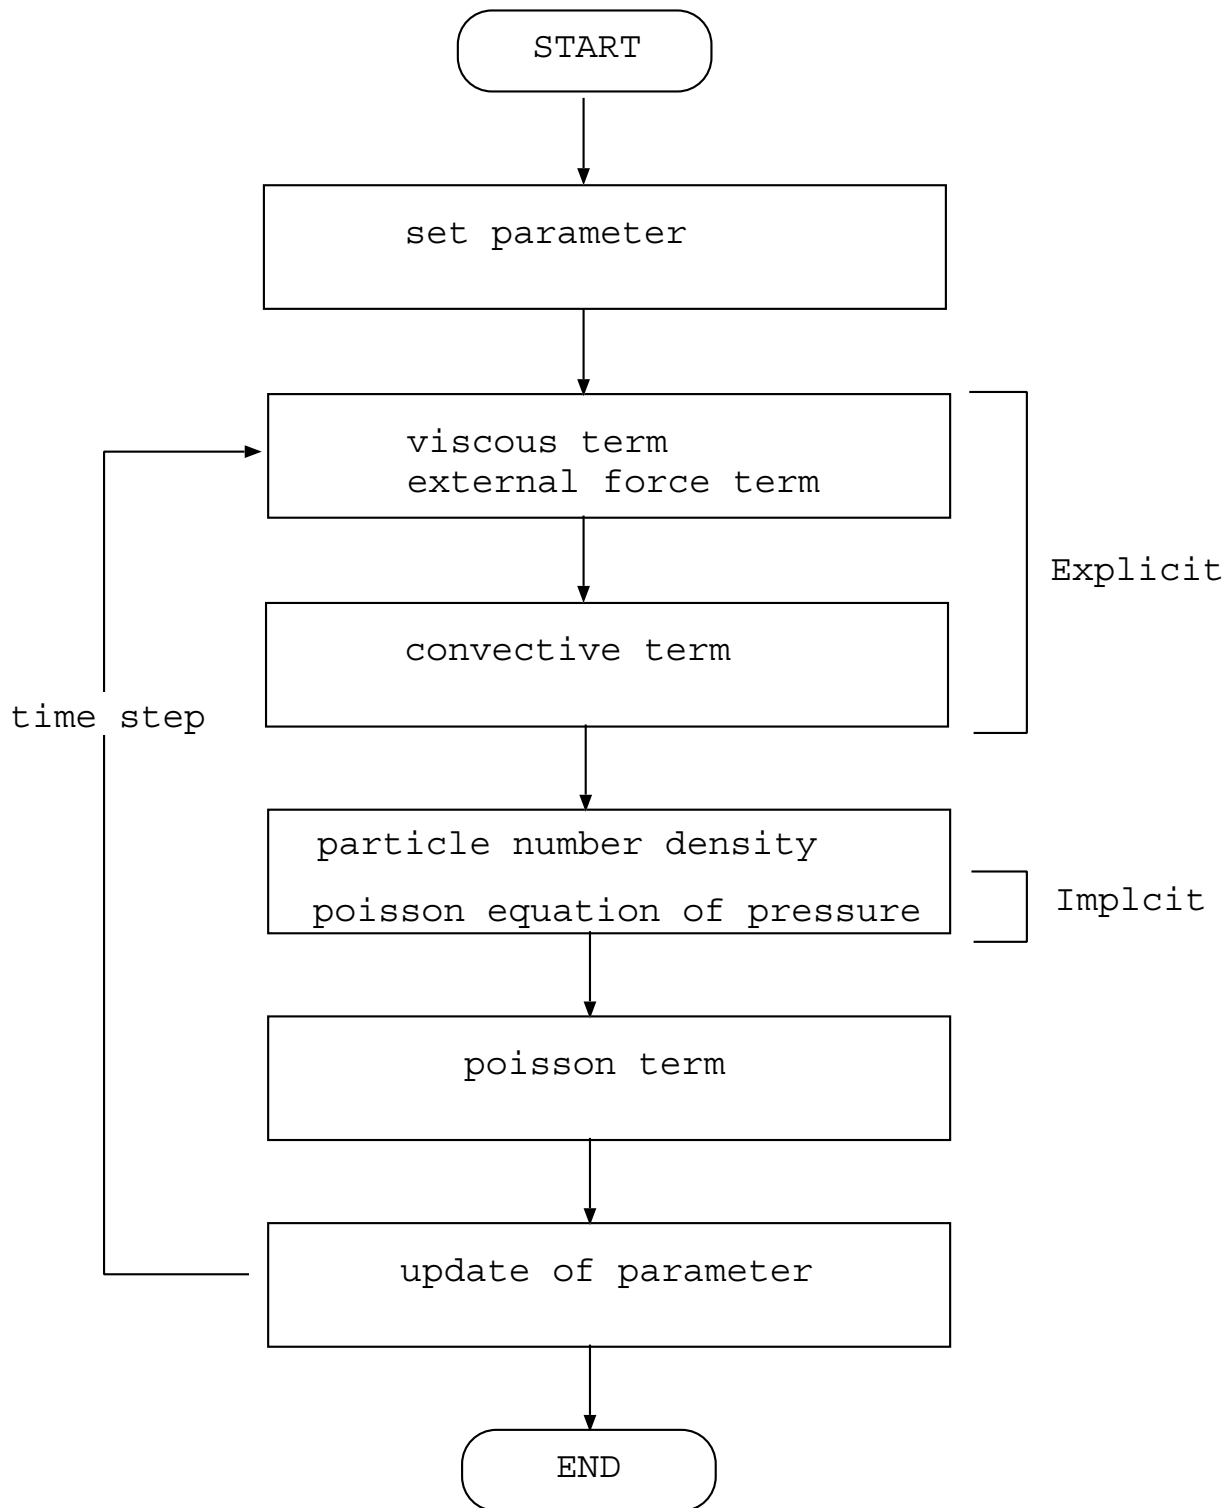 START
set parameter
viscous term
external force term
Explicit
convective term
time step
particle number density
poisson equation of pressure
Implcit
poisson term
update of parameter
END